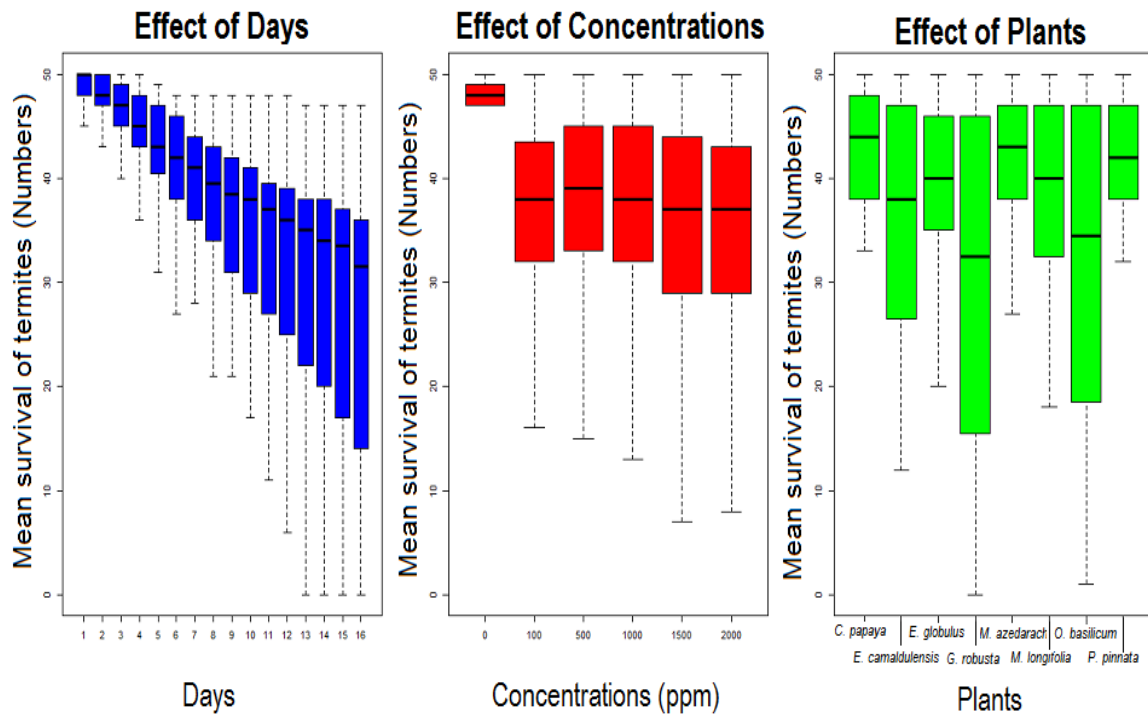 Effect of Days
Mean survival of termites (Numbers)
50
40
30
20
10
0
1 2 3 4 5 6 7 8 9 10 11 12 13 14 15 16
Days
Effect of Concentrations
Mean survival of termites (Numbers)
50
40
30
20
10
0
0 100 500 1000 1500 2000
Concentrations (ppm)
Effect of Plants
Mean survival of termites (Numbers)
50
40
30
20
10
0
C. papaya E. globulus M. azedarach O. basilicum
E. camaldulensis G. robusta M. longifolia P. pinnata
Plants